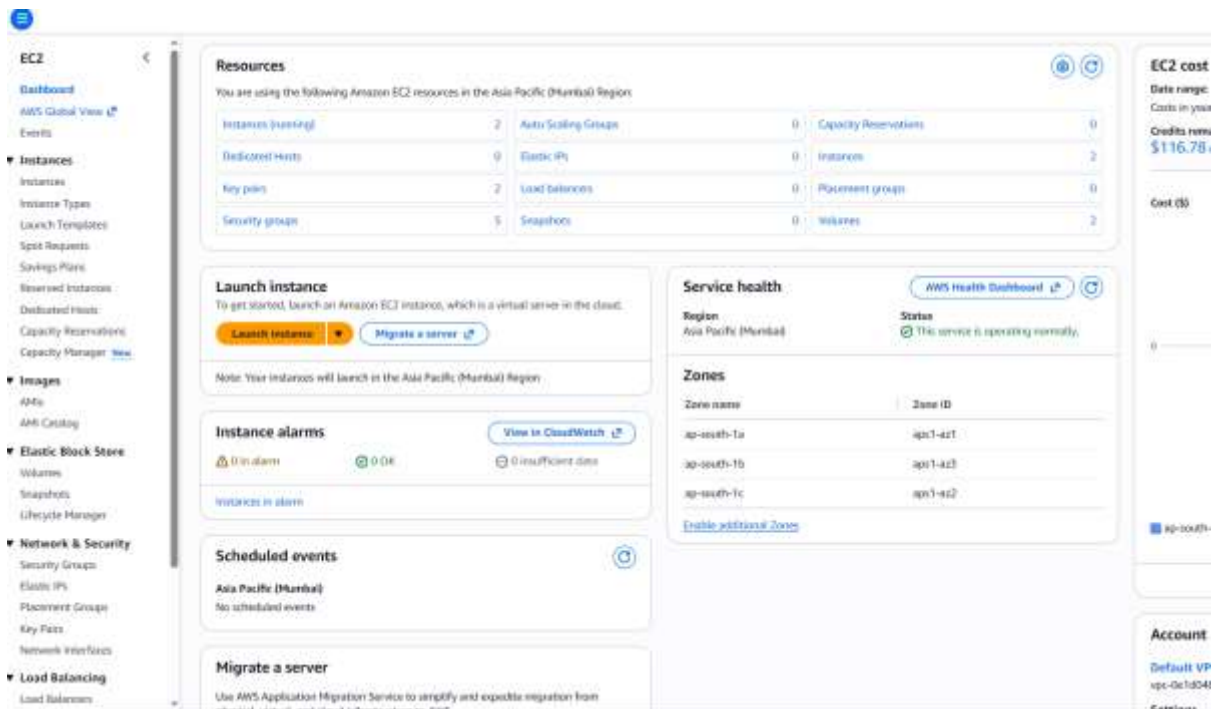 EC2
Dashboard
AWS Global View
Events
Instances
Instances
Instance Types
Launch Templates
Spot Requests
Savings Plans
Reserved Instances
Dedicated Hosts
Capacity Reservations
Capacity Manager New
Images
AMIs
AMI Catalog
Elastic Block Store
Volumes
Snapshots
Lifecycle Manager
Network & Security
Security Groups
Elastic IPs
Placement Groups
Key Pairs
Network Interfaces
Load Balancing
Load Balancers
Resources
You are using the following Amazon EC2 resources in the Asia Pacific (Mumbai) Region:
Instances (running) 2 Auto Scaling Groups 0 Capacity Reservations 0
Dedicated Hosts 0 Elastic IPs 0 Instances 2
Key pairs 2 Load balancers 0 Placement groups 0
Security groups 5 Snapshots 0 Volumes 2
Launch instance
To get started, launch an Amazon EC2 instance, which is a virtual server in the cloud.
Launch instance Migrate a server
Note: Your instances will launch in the Asia Pacific (Mumbai) Region
Instance alarms View in CloudWatch
0 in alarm 0 OK 0 insufficient data
Instances in alarm
Scheduled events
Asia Pacific (Mumbai)
No scheduled events
Migrate a server
Use AWS Application Migration Service to simplify and expedite migration from
Service health AWS Health Dashboard
Region Status
Asia Pacific (Mumbai) This service is operating normally.
Zones
Zone name Zone ID
ap-south-1a aps1-az1
ap-south-1b aps1-az3
ap-south-1c aps1-az2
Enable additional Zones
EC2 cost
Date range:
Costs in your
Credits rema
$116.78
Cost ($)
0
ap-south-
Account
Default VP